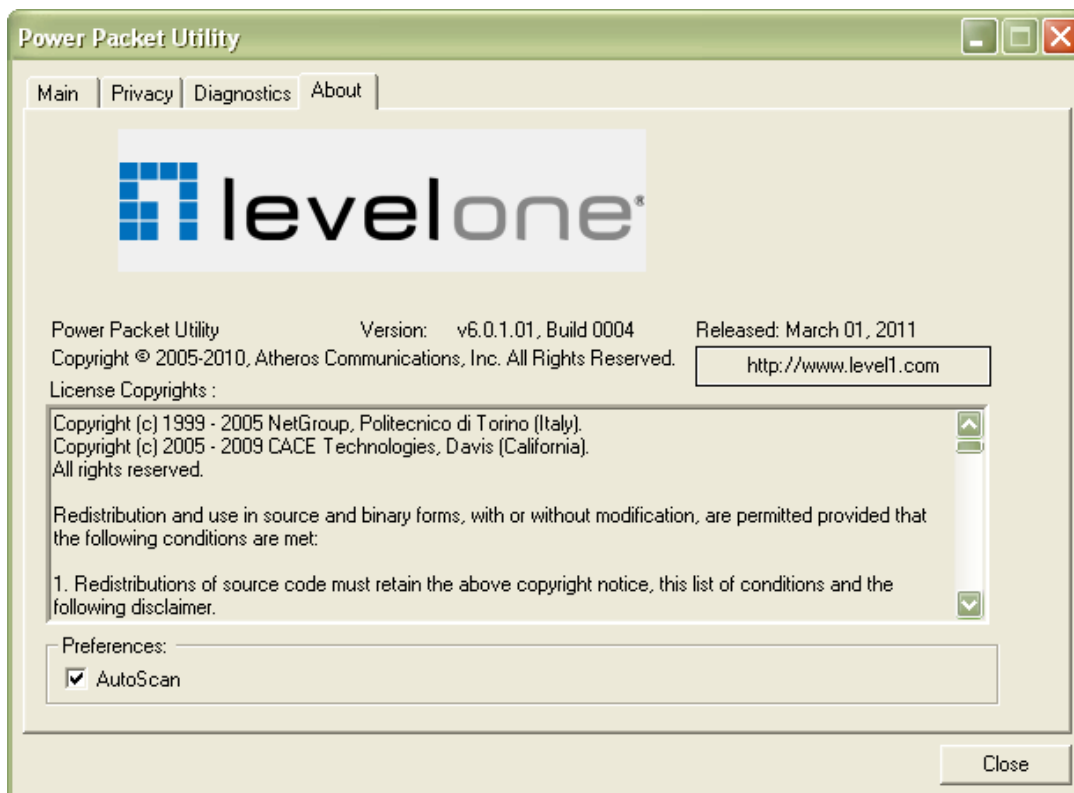 Power Packet Utility
Main Privacy Diagnostics About
levelone®
Power Packet Utility Version: v6.0.1.01, Build 0004 Released: March 01, 2011
Copyright © 2005-2010, Atheros Communications, Inc. All Rights Reserved.
http://www.level1.com
License Copyrights :
Copyright (c) 1999 - 2005 NetGroup, Politecnico di Torino (Italy).
Copyright (c) 2005 - 2009 CACE Technologies, Davis (California).
All rights reserved.
Redistribution and use in source and binary forms, with or without modification, are permitted provided that
the following conditions are met:
1. Redistributions of source code must retain the above copyright notice, this list of conditions and the
following disclaimer.
Preferences:
AutoScan
Close